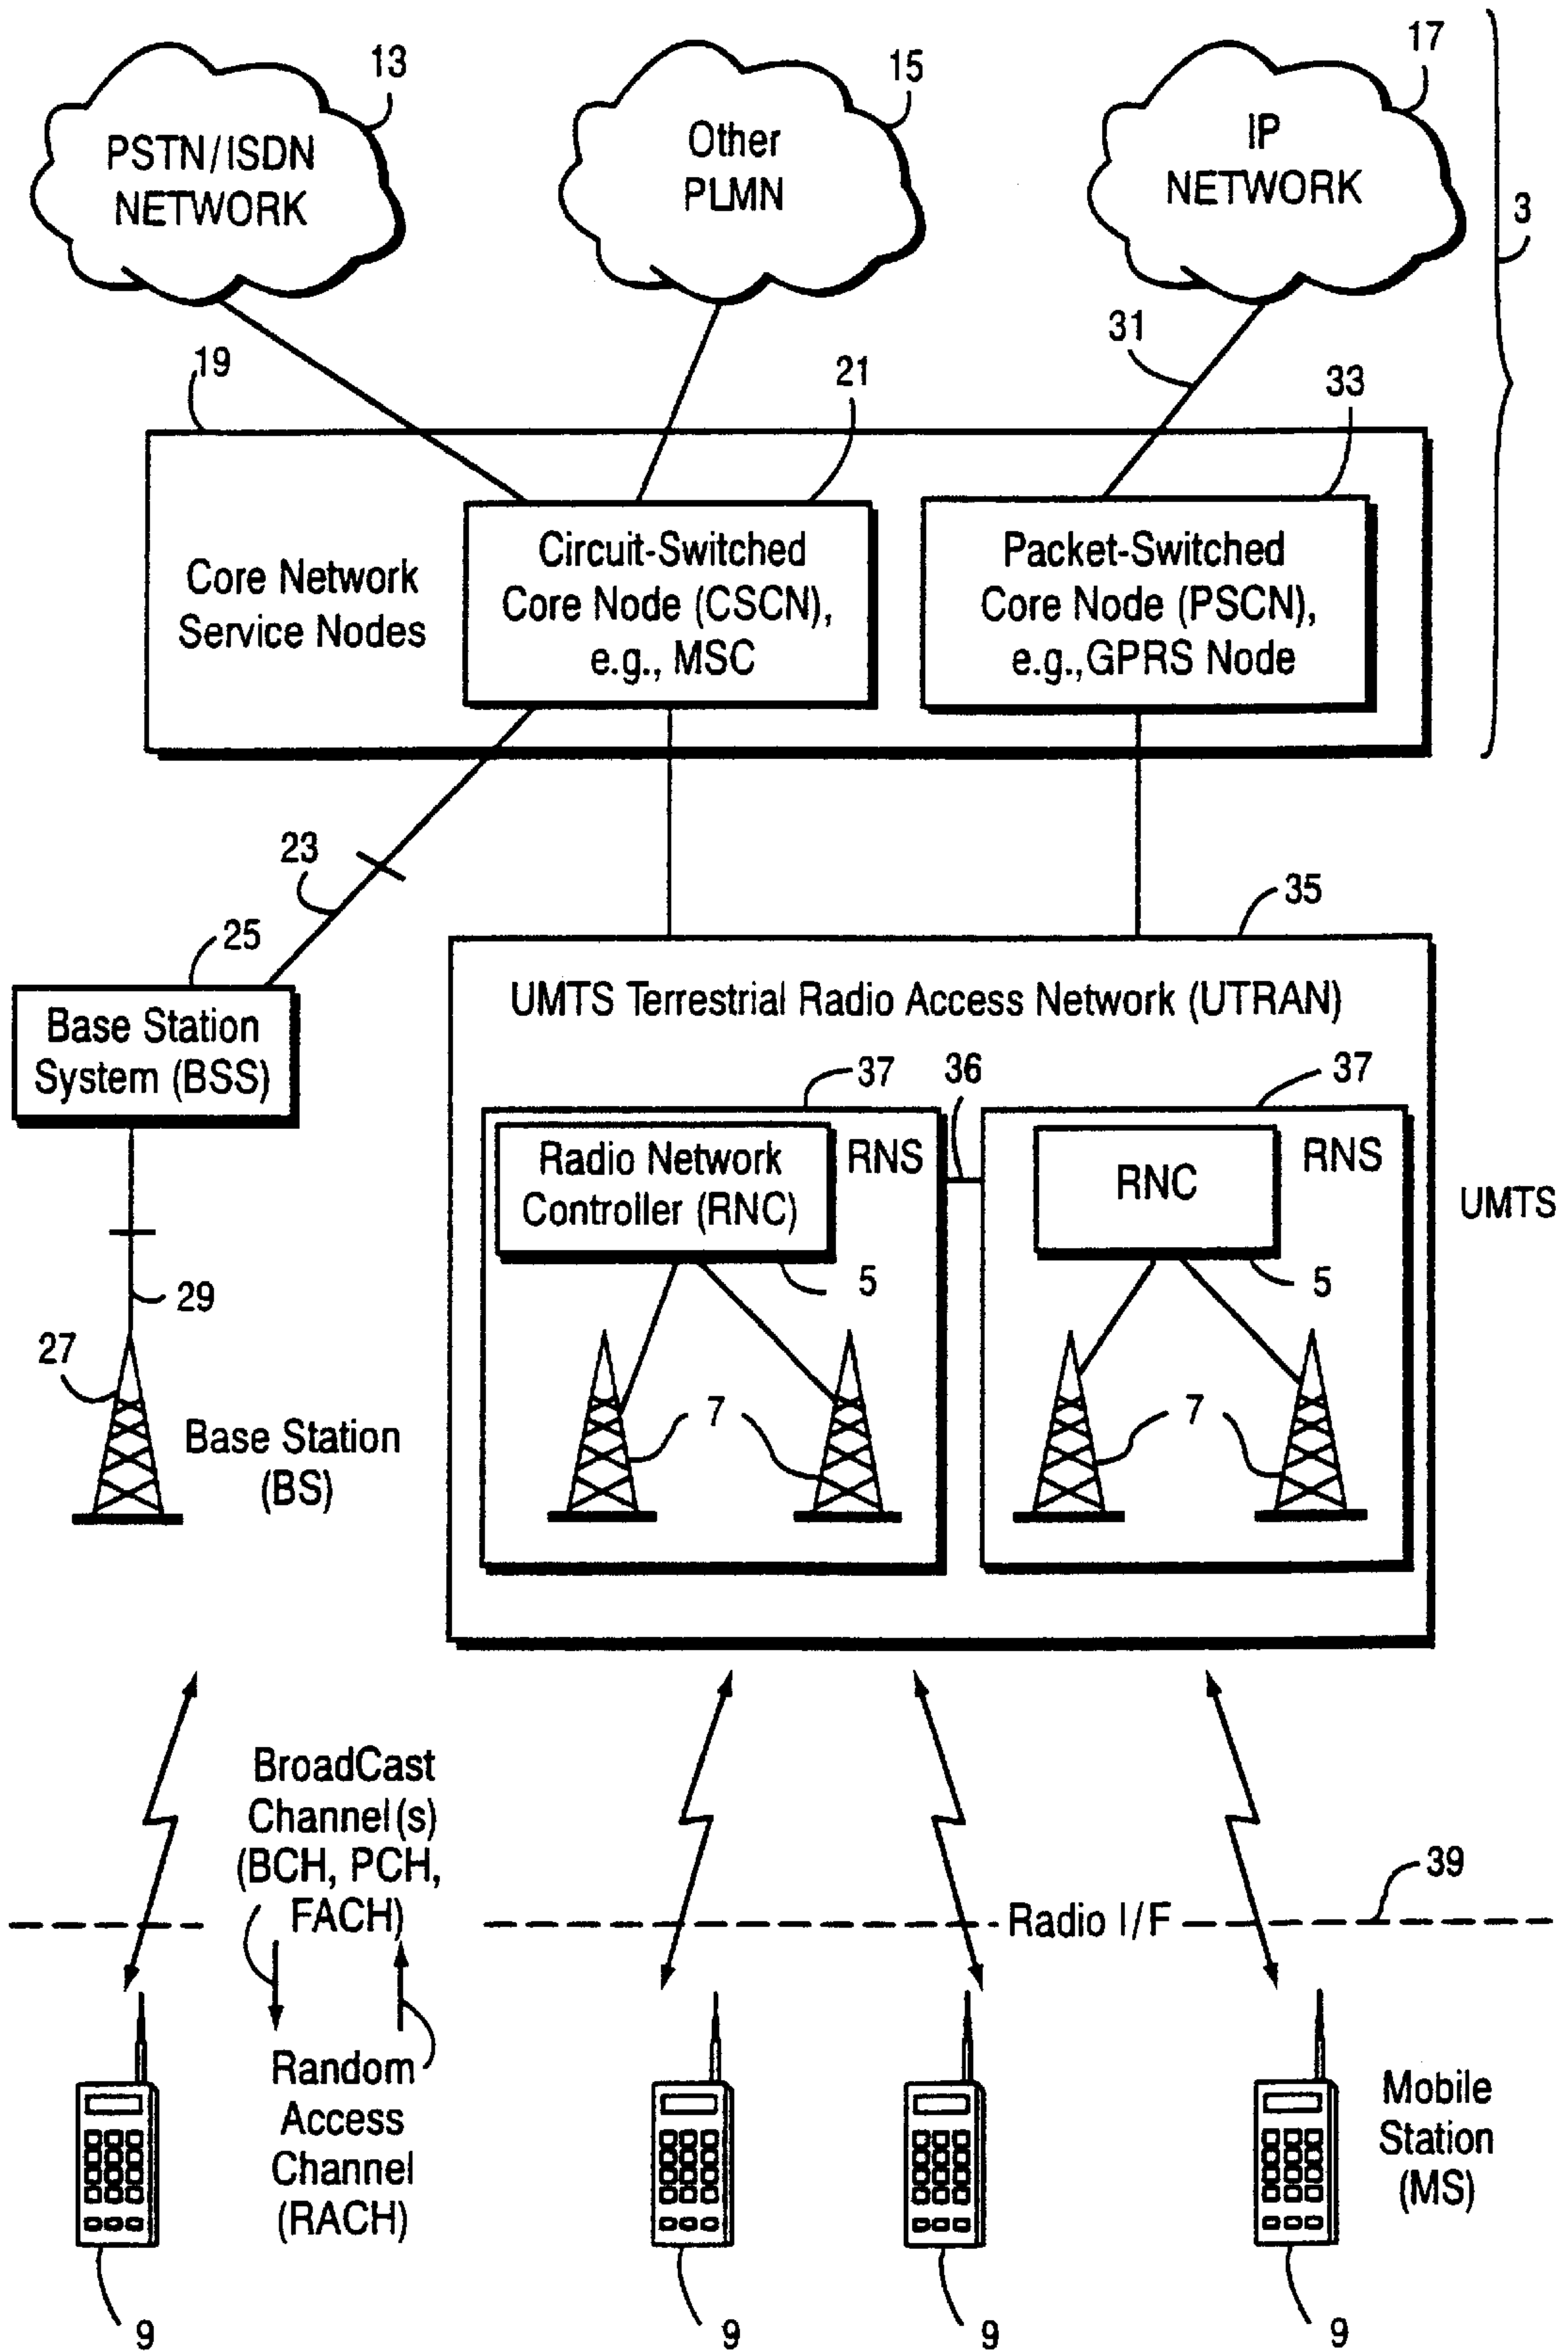 13
15
17
PSTN/ISDN
NETWORK
Other
PLMN
IP
NETWORK
3
31
19
21
33
Core Network
Service Nodes
Circuit-Switched
Core Node (CSCN),
e.g., MSC
Packet-Switched
Core Node (PSCN),
e.g., GPRS Node
23
25
35
Base Station
System (BSS)
UMTS Terrestrial Radio Access Network (UTRAN)
37
36
37
Radio Network
Controller (RNC)
RNS
RNC
RNS
UMTS
29
5
5
27
7
7
Base Station
(BS)
BroadCast
Channel(s)
(BCH, PCH,
FACH)
39
Radio I/F
Random
Access
Channel
(RACH)
Mobile
Station
(MS)
9
9
9
9